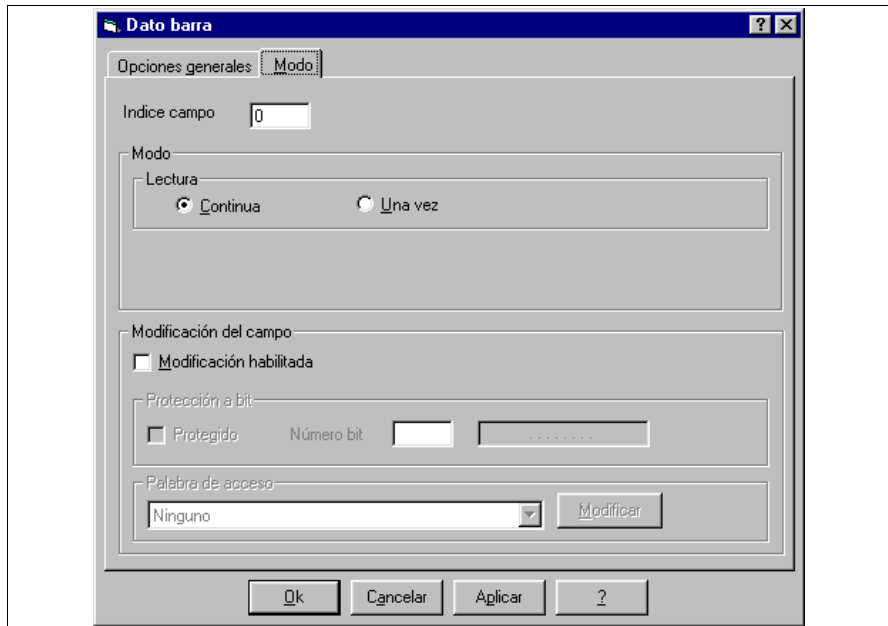 Dato barra
Opciones generales Modo
Indice campo 0
Modo
Lectura
Continua Una vez
Modificación del campo
Modificación habilitada
Protección a bit
Protegido Número bit ........
Palabra de acceso
Ninguno Modificar
Ok Cancelar Aplicar ?